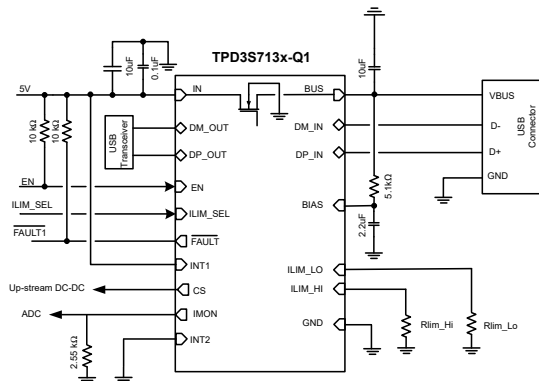 TPD3S713x-Q1
10uF
0.1uF
10uF
5V
IN
BUS
VBUS
10 kΩ
10 kΩ
USB
Transceiver
DM_OUT
DM_IN
D-
USB
Connector
DP_OUT
DP_IN
D+
EN
EN
GND
5.1kΩ
ILIM_SEL
ILIM_SEL
BIAS
2.2uF
FAULT1
FAULT
INT1
ILIM_LO
Up-stream DC-DC
CS
ILIM_HI
ADC
IMON
GND
Rlim_Hi
Rlim_Lo
2.55 kΩ
INT2